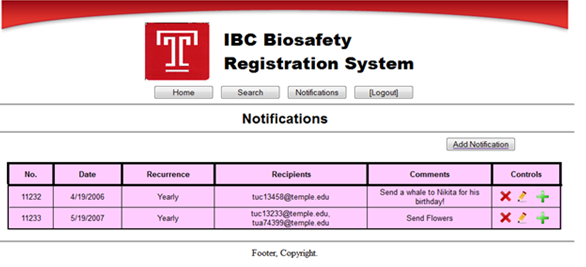 T
IBC Biosafety
Registration System
Home Search Notifications [Logout]
Notifications
Add Notification
No. Date Recurrence Recipients Comments Controls
11232 4/19/2006 Yearly tuc13458@temple.edu Send a whale to Nikita for his birthday!
11233 5/19/2007 Yearly tuc13233@temple.edu, tua74399@temple.edu Send Flowers
Footer, Copyright.